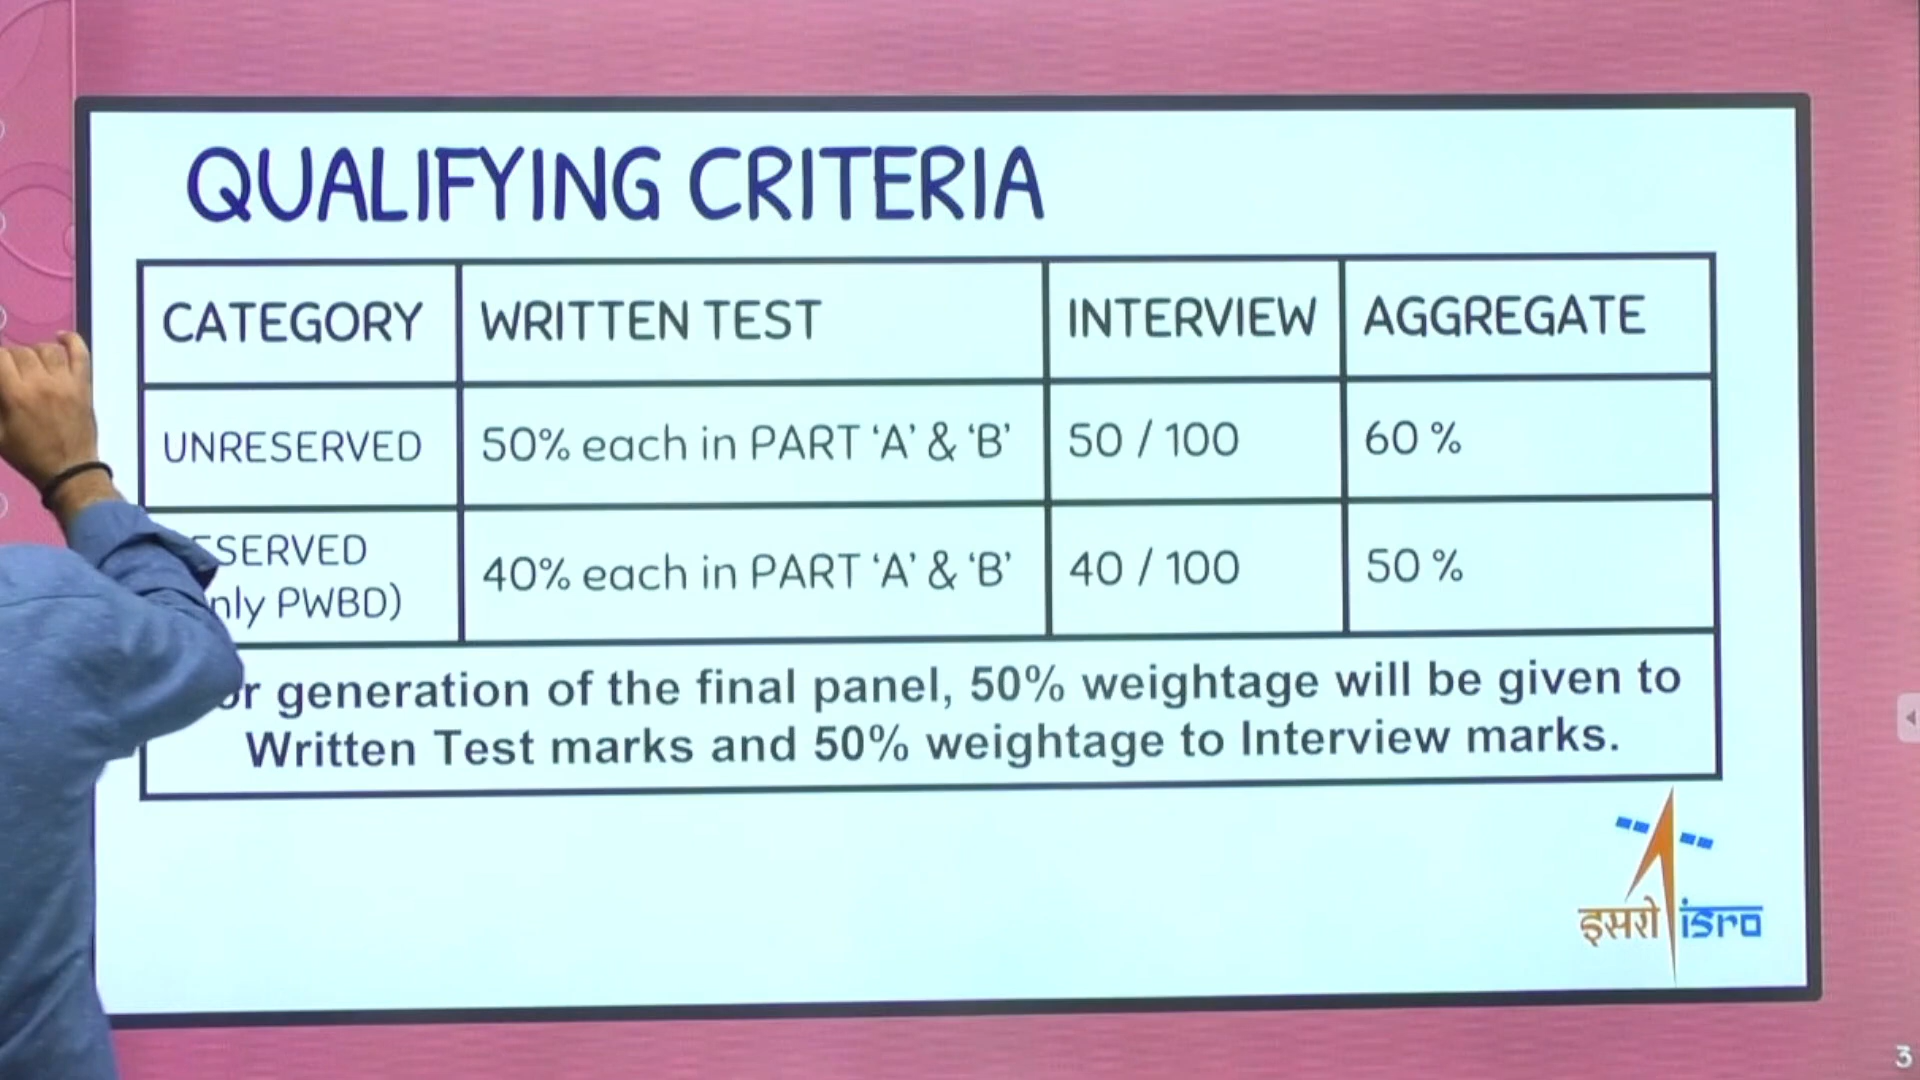 QUALIFYING CRITERIA
CATEGORY WRITTEN TEST INTERVIEW AGGREGATE
UNRESERVED 50% each in PART ‘A’ & ‘B’ 50 / 100 60 %
PWBD) 40% each in PART ‘A’ & ‘B’ 40 / 100 50 %
generation of the final panel, 50% weightage will be given to
Written Test marks and 50% weightage to Interview marks.
इसरो isro
3